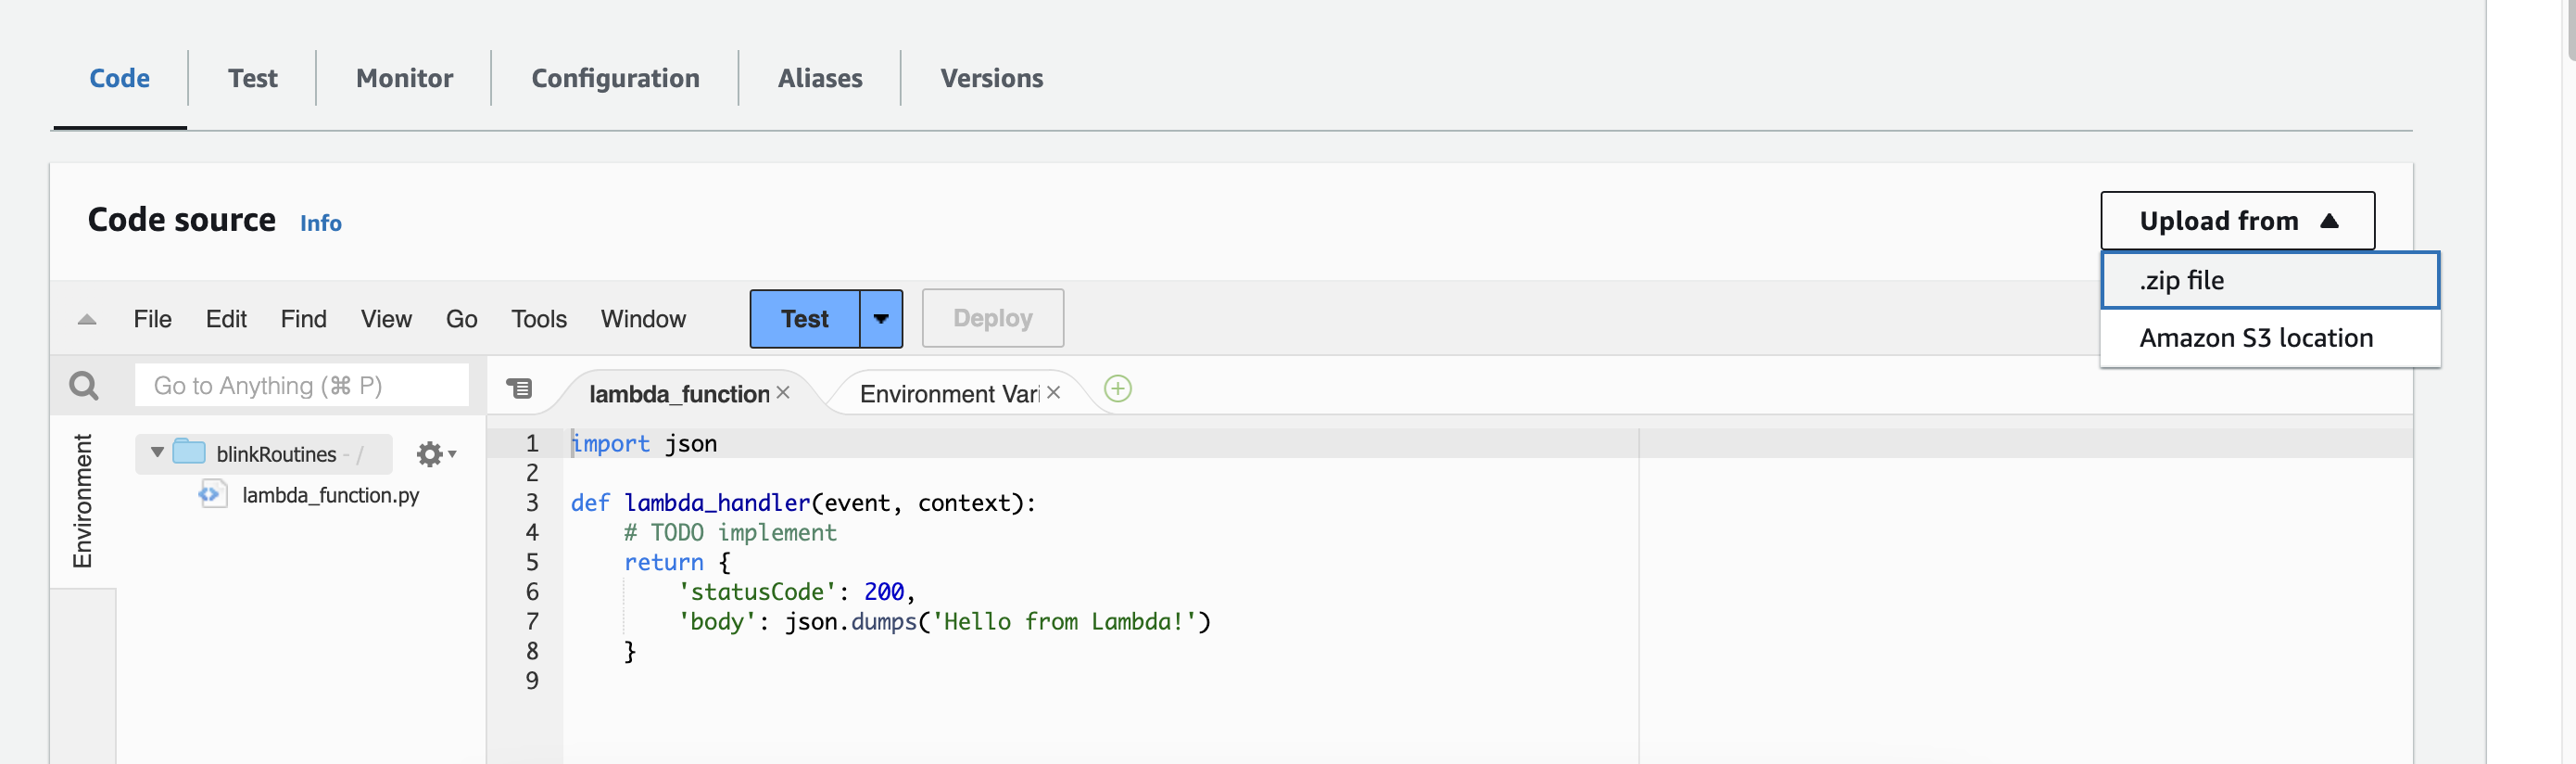 Code Test Monitor Configuration Aliases Versions
Code source Info
Upload from
.zip file
Amazon S3 location
File Edit Find View Go Tools Window Test Deploy
Go to Anything (⌘ P)
lambda_function
Environment Vari
Environment
blinkRoutines - /
lambda_function.py
1 import json
2
3 def lambda_handler(event, context):
4     # TODO implement
5     return {
6         'statusCode': 200,
7         'body': json.dumps('Hello from Lambda!')
8     }
9